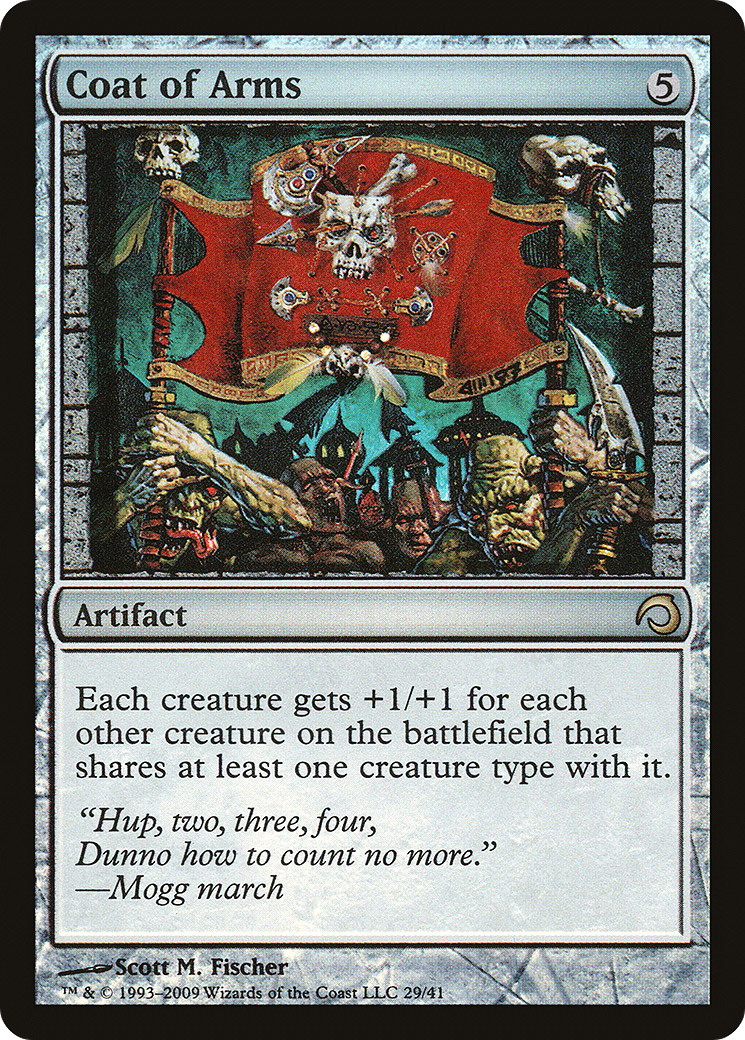 Coat of Arms
5
Artifact
Each creature gets +1/+1 for each
other creature on the battlefield that
shares at least one creature type with it.
“Hup, two, three, four,
Dunno how to count no more.”
—Mogg march
Scott M. Fischer
™ & © 1993–2009 Wizards of the Coast LLC 29/41